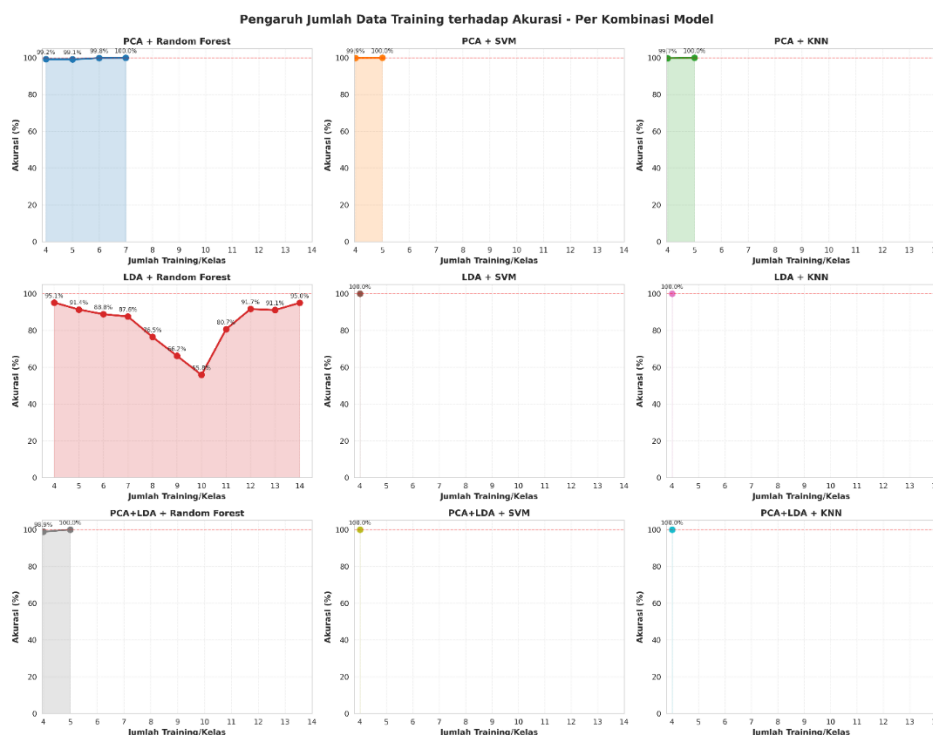 Pengaruh Jumlah Data Training terhadap Akurasi - Per Kombinasi Model
PCA + Random Forest
99.2% 99.1% 99.8% 100.0%
Akurasi (%)
100
80
60
40
20
0
4 5 6 7 8 9 10 11 12 13 14
Jumlah Training/Kelas
PCA + SVM
99.9% 100.0%
Akurasi (%)
100
80
60
40
20
0
4 5 6 7 8 9 10 11 12 13 14
Jumlah Training/Kelas
PCA + KNN
99.7% 100.0%
Akurasi (%)
100
80
60
40
20
0
4 5 6 7 8 9 10 11 12 13 14
Jumlah Training/Kelas
LDA + Random Forest
95.1% 91.4% 88.8% 87.6% 76.5% 66.2% 55.8% 80.7% 91.7% 91.1% 95.0%
Akurasi (%)
100
80
60
40
20
0
4 5 6 7 8 9 10 11 12 13 14
Jumlah Training/Kelas
LDA + SVM
100.0%
Akurasi (%)
100
80
60
40
20
0
4 5 6 7 8 9 10 11 12 13 14
Jumlah Training/Kelas
LDA + KNN
100.0%
Akurasi (%)
100
80
60
40
20
0
4 5 6 7 8 9 10 11 12 13 14
Jumlah Training/Kelas
PCA+LDA + Random Forest
98.9% 100.0%
Akurasi (%)
100
80
60
40
20
0
4 5 6 7 8 9 10 11 12 13 14
Jumlah Training/Kelas
PCA+LDA + SVM
100.0%
Akurasi (%)
100
80
60
40
20
0
4 5 6 7 8 9 10 11 12 13 14
Jumlah Training/Kelas
PCA+LDA + KNN
100.0%
Akurasi (%)
100
80
60
40
20
0
4 5 6 7 8 9 10 11 12 13 14
Jumlah Training/Kelas